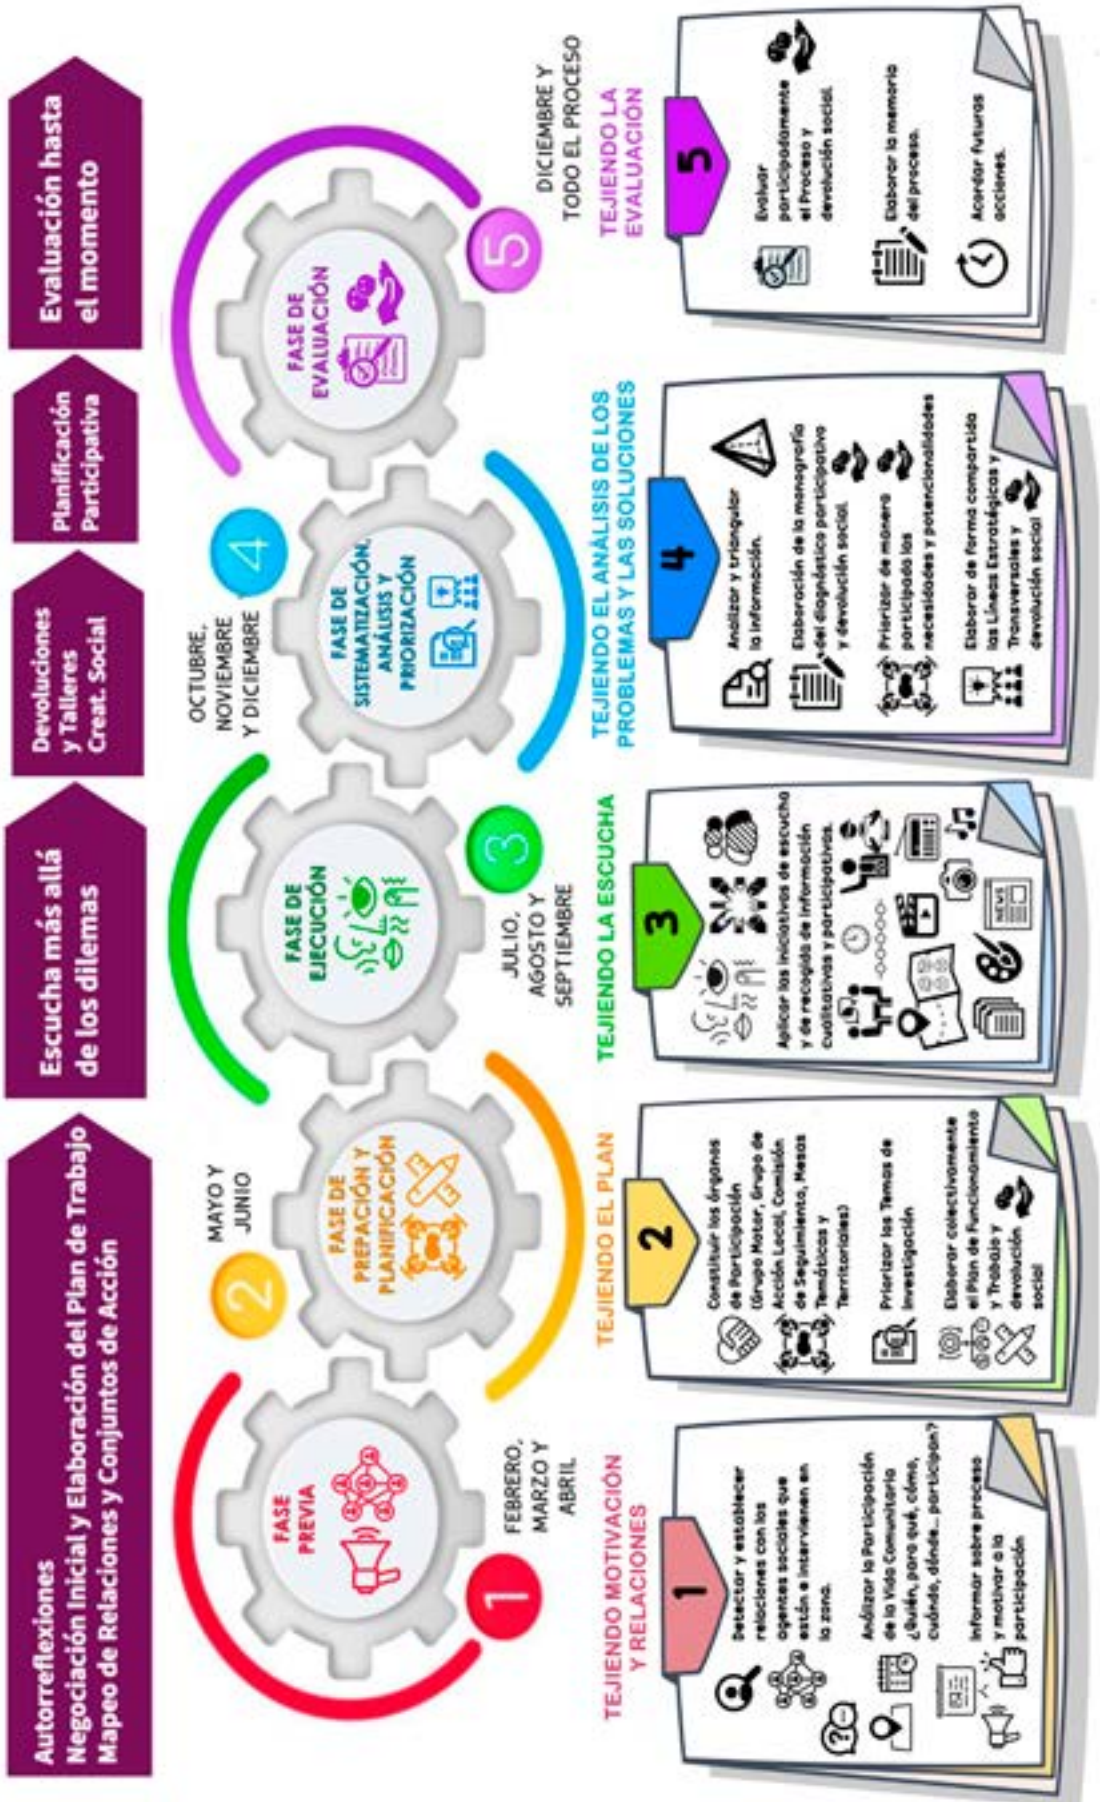 Autorreflexiones
Negociación Inicial y Elaboración del Plan de Trabajo
Mapeo de Relaciones y Conjuntos de Acción
Escucha más allá
de los dilemas
Devoluciones
y Talleres
Creat. Social
Planificación
Participativa
Evaluación hasta
el momento
FASE
PREVIA
1
FEBRERO,
MARZO Y
ABRIL
MAYO Y
JUNIO
2
FASE DE
PREPACIÓN Y
PLANIFICACIÓN
FASE DE
EJECUCIÓN
3
JULIO,
AGOSTO Y
SEPTIEMBRE
OCTUBRE,
NOVIEMBRE
Y DICIEMBRE
4
FASE DE
SISTEMATIZACIÓN,
ANÁLISIS Y
PRIORIZACIÓN
FASE DE
EVALUACIÓN
5
DICIEMBRE Y
TODO EL PROCESO
TEJIENDO MOTIVACIÓN
Y RELACIONES
1
Detectar y establecer
relaciones con los
agentes sociales que
están e intervienen en
la zona.
Análizar la Participación
de la Vida Comunitaria
¿Quién, para qué, cómo,
cuándo, dónde... participan?
Informar sobre proceso
y motivar a la
participación
TEJIENDO EL PLAN
2
Constituir los órganos
de Participación
(Grupo Motor, Grupo de
Acción Local, Comisión
de Seguimiento, Mesas
Temáticas y
Territoriales)
Priorizar los Temas de
investigación
Elaborar colectivamente
el Plan de Funcionamiento
y Trabajo y
devolución
social
TEJIENDO LA ESCUCHA
3
Aplicar las iniciativas de escucha
y de recogida de información
cualitativas y participativas.
NEWS
TEJIENDO EL ANÁLISIS DE LOS
PROBLEMAS Y LAS SOLUCIONES
4
Analizar y triangular
la información.
Elaboración de la monografía
del diagnóstico participativo
y devolución social.
Priorizar de manera
participada las
necesidades y potencionalidades
Elaborar de forma compartida
las Líneas Estratégicas y
Transversales y
devolución social
TEJIENDO LA
EVALUACIÓN
5
Evaluar
participadamente
el Proceso y
devolución social.
Elaborar la memoria
del proceso.
Acordar futuras
acciones.